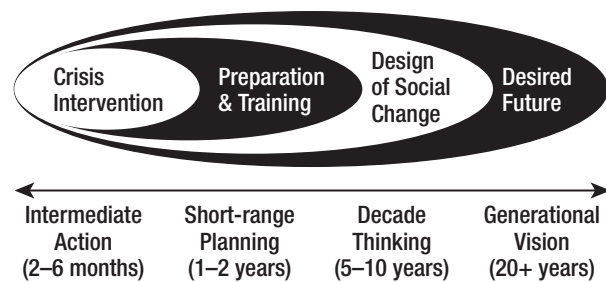 Crisis
Intervention
Preparation
& Training
Design
of Social
Change
Desired
Future
Intermediate
Action
(2–6 months)
Short-range
Planning
(1–2 years)
Decade
Thinking
(5–10 years)
Generational
Vision
(20+ years)